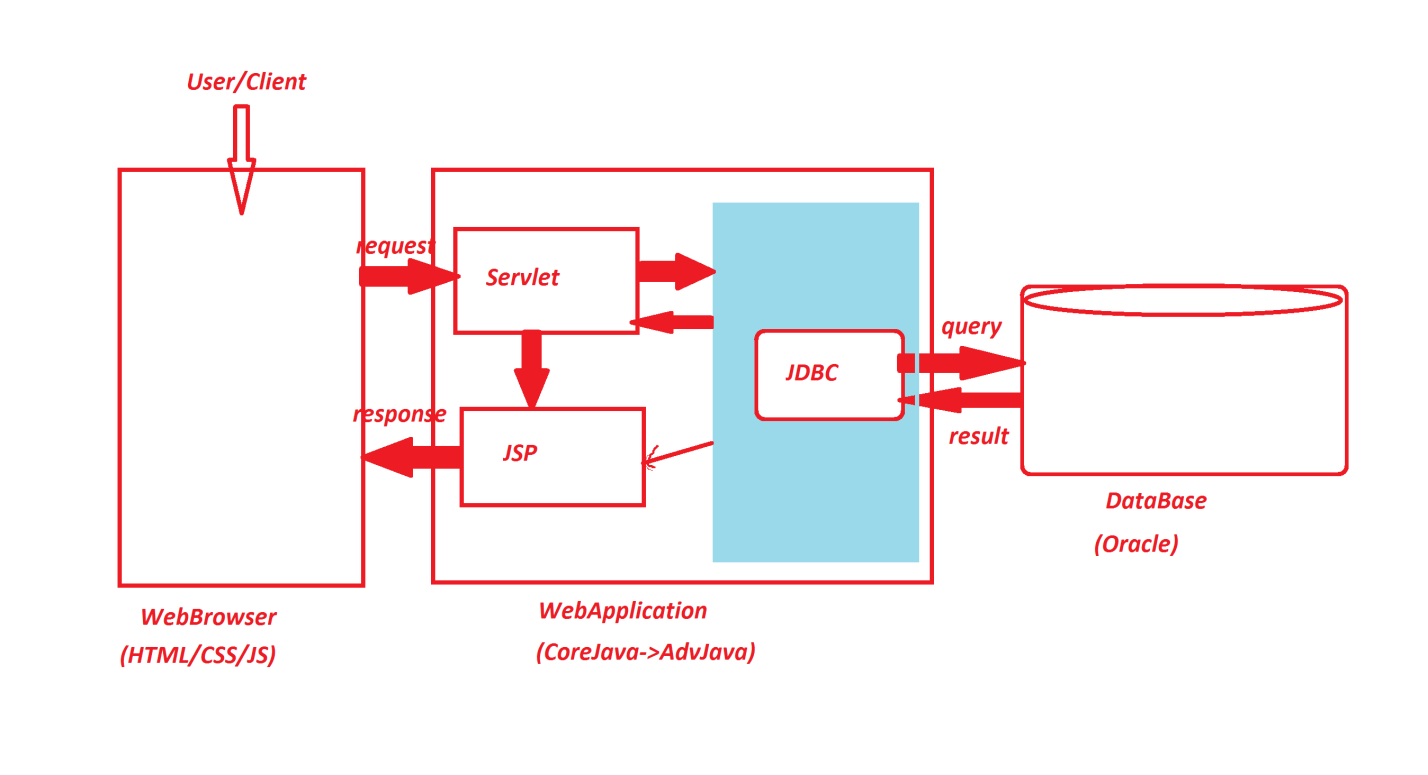 User/Client
request
Servlet
query
JDBC
response
result
JSP
DataBase
(Oracle)
WebBrowser
(HTML/CSS/JS)
WebApplication
(CoreJava->AdvJava)